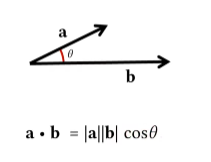 a
θ
b
a • b = |a||b| cosθ